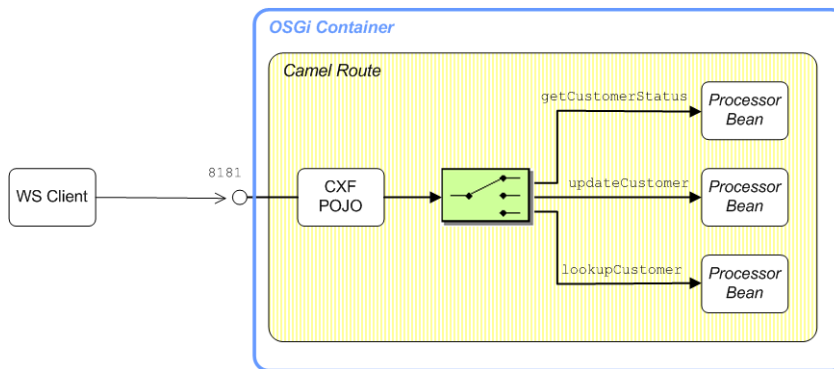 OSGi Container
Camel Route
getCustomerStatus
Processor
Bean
8181
WS Client
CXF
POJO
updateCustomer
Processor
Bean
lookupCustomer
Processor
Bean